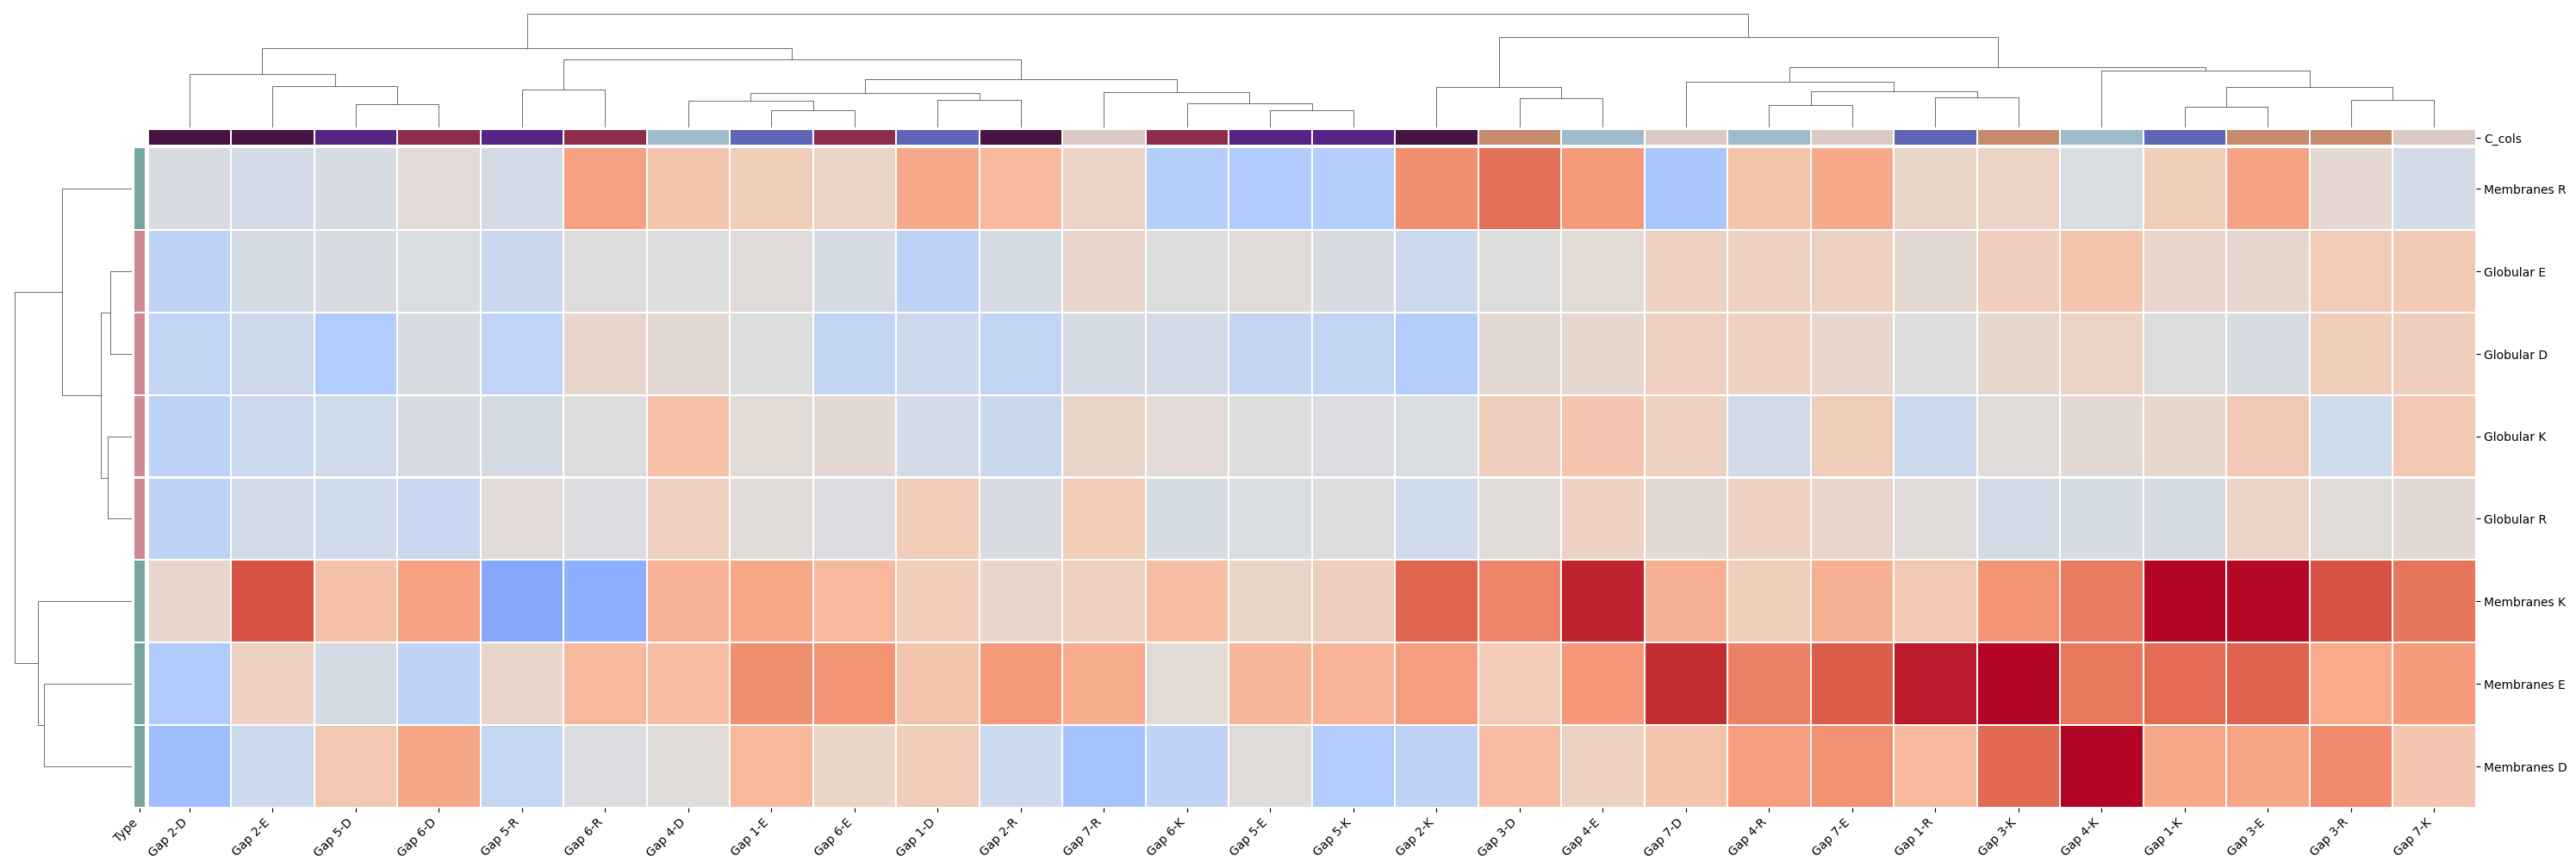 C_cols
Membranes R
Globular E
Globular D
Globular K
Globular R
Membranes K
Membranes E
Membranes D
Type
Gap 2-D
Gap 2-E
Gap 5-D
Gap 6-D
Gap 5-R
Gap 6-R
Gap 4-D
Gap 1-E
Gap 6-E
Gap 1-D
Gap 2-R
Gap 7-R
Gap 6-K
Gap 5-E
Gap 5-K
Gap 2-K
Gap 3-D
Gap 4-E
Gap 7-D
Gap 4-R
Gap 7-E
Gap 1-R
Gap 3-K
Gap 4-K
Gap 1-K
Gap 3-E
Gap 3-R
Gap 7-K